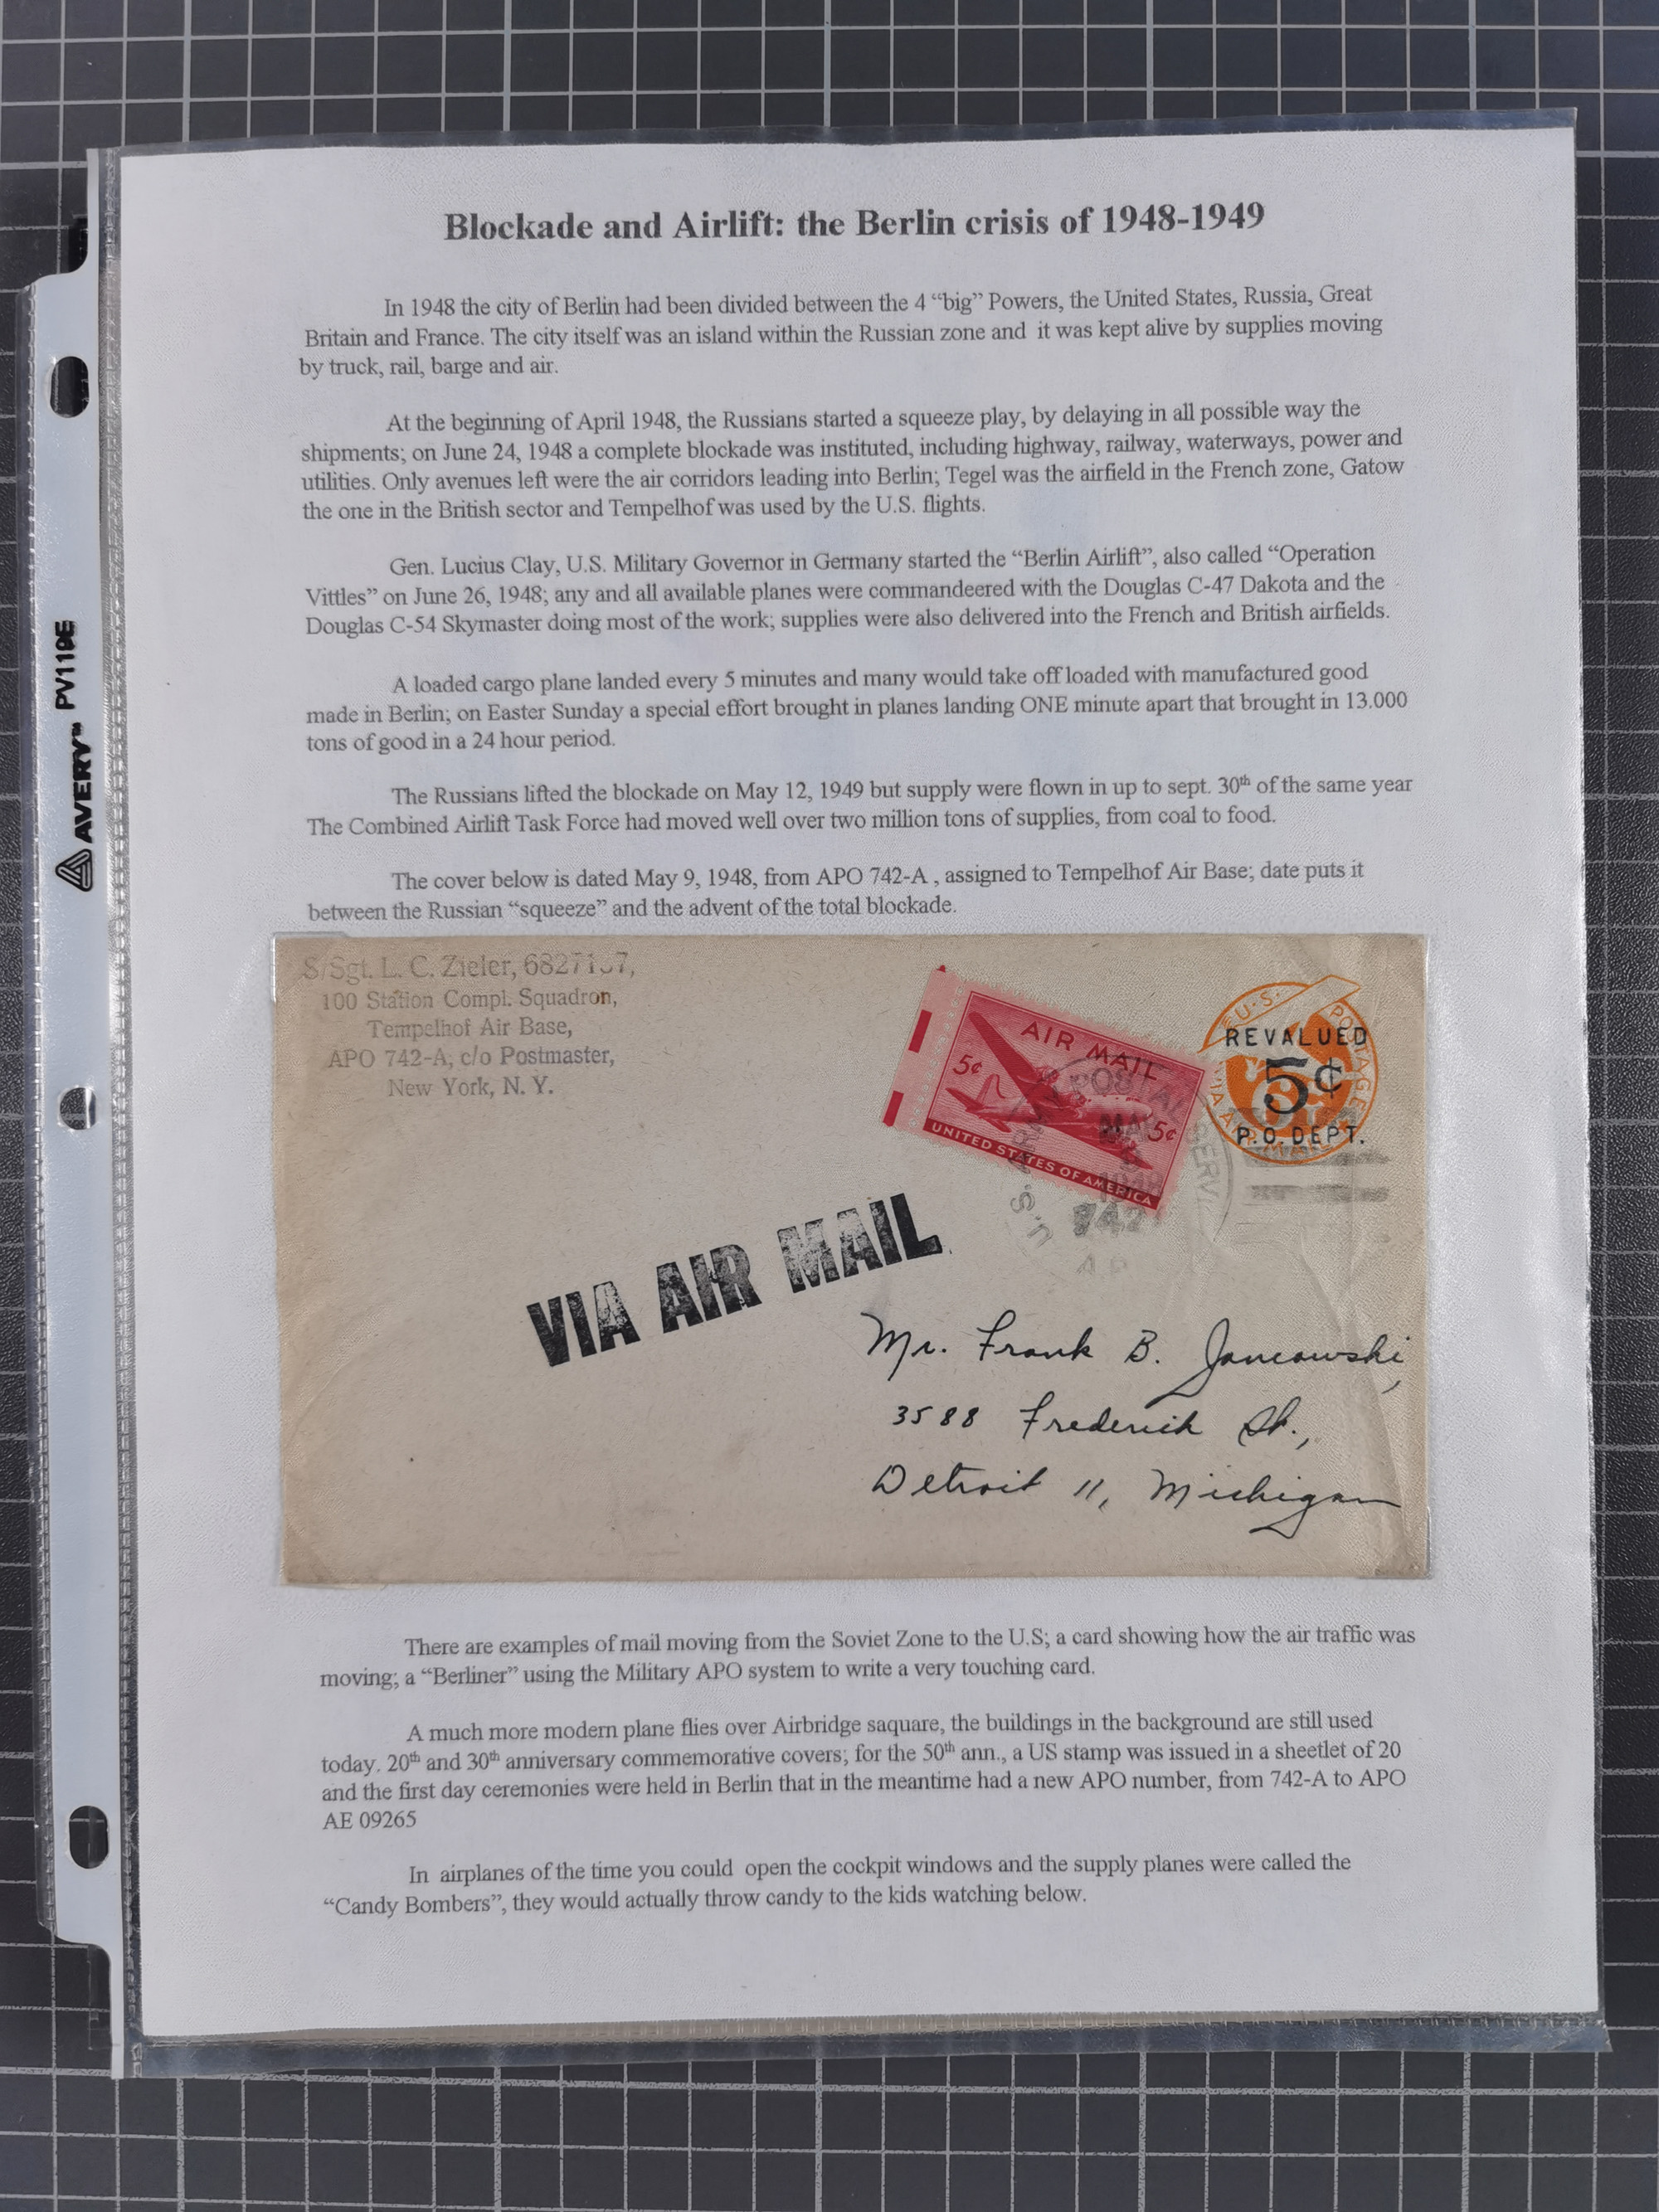 Blockade and Airlift: the Berlin crisis of 1948-1949
In 1948 the city of Berlin had been divided between the 4 “big” Powers, the United States, Russia, Great
Britain and France. The city itself was an island within the Russian zone and it was kept alive by supplies moving
by truck, rail, barge and air.
At the beginning of April 1948, the Russians started a squeeze play, by delaying in all possible way the
shipments; on June 24, 1948 a complete blockade was instituted, including highway, railway, waterways, power and
utilities. Only avenues left were the air corridors leading into Berlin; Tegel was the airfield in the French zone, Gatow
the one in the British sector and Tempelhof was used by the U.S. flights.
Gen. Lucius Clay, U.S. Military Governor in Germany started the “Berlin Airlift”, also called “Operation
Vittles” on June 26, 1948; any and all available planes were commandeered with the Douglas C-47 Dakota and the
Douglas C-54 Skymaster doing most of the work; supplies were also delivered into the French and British airfields.
A loaded cargo plane landed every 5 minutes and many would take off loaded with manufactured good
made in Berlin; on Easter Sunday a special effort brought in planes landing ONE minute apart that brought in 13.000
tons of good in a 24 hour period.
The Russians lifted the blockade on May 12, 1949 but supply were flown in up to sept. 30th of the same year
The Combined Airlift Task Force had moved well over two million tons of supplies, from coal to food.
The cover below is dated May 9, 1948, from APO 742-A , assigned to Tempelhof Air Base; date puts it
between the Russian “squeeze” and the advent of the total blockade.
S/Sgt. L. C. Zieler,
100 Station Compl. Squadron,
Tempelhof Air Base,
APO 742-A, c/o Postmaster,
New York, N. Y.
AIR MAIL
5¢
5¢
UNITED STATES OF AMERICA
U.S. POSTAGE
VIA AIR
REVALUED
5¢
P.O. DEPT.
U.S. ARMY POSTAL SERV
MAY
9
1948
742
VIA AIR MAIL
Mr. Frank B. Jancowski,
3588 Frederick St.,
Detroit 11, Michigan
There are examples of mail moving from the Soviet Zone to the U.S; a card showing how the air traffic was
moving; a “Berliner” using the Military APO system to write a very touching card.
A much more modern plane flies over Airbridge saquare, the buildings in the background are still used
today. 20th and 30th anniversary commemorative covers; for the 50th ann., a US stamp was issued in a sheetlet of 20
and the first day ceremonies were held in Berlin that in the meantime had a new APO number, from 742-A to APO
AE 09265
In airplanes of the time you could open the cockpit windows and the supply planes were called the
“Candy Bombers”, they would actually throw candy to the kids watching below.
AVERY™ PV119E